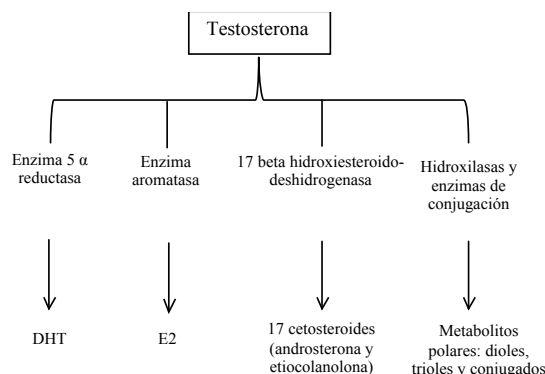 Testosterona
Enzima 5 α
reductasa
Enzima
aromatasa
17 beta hidroxiesteroido-
deshidrogenasa
Hidroxilasas y
enzimas de
conjugación
DHT
E2
17 cetosteroides
(androsterona y
etiocolanolona)
Metabolitos
polares: dioles,
trioles y conjugados